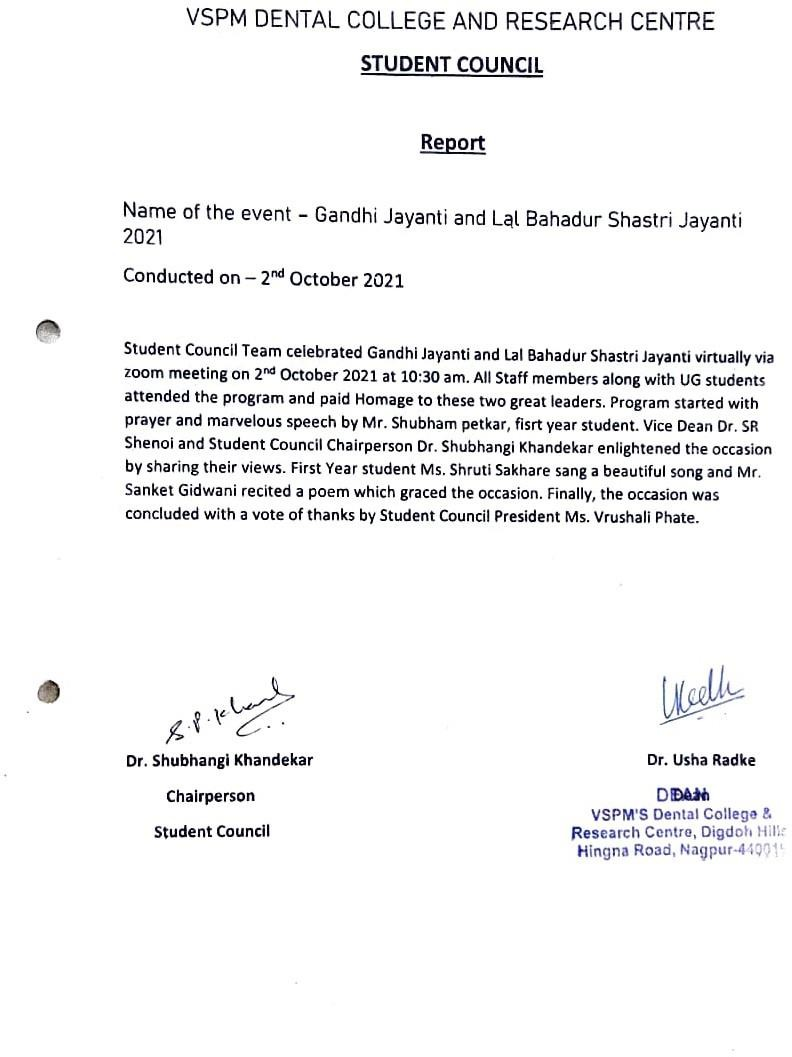 VSPM DENTAL COLLEGE AND RESEARCH CENTRE
STUDENT COUNCIL
Report
Name of the event – Gandhi Jayanti and Lal Bahadur Shastri Jayanti
2021
Conducted on – 2nd October 2021
Student Council Team celebrated Gandhi Jayanti and Lal Bahadur Shastri Jayanti virtually via
zoom meeting on 2nd October 2021 at 10:30 am. All Staff members along with UG students
attended the program and paid Homage to these two great leaders. Program started with
prayer and marvelous speech by Mr. Shubham petkar, fisrt year student. Vice Dean Dr. SR
Shenoi and Student Council Chairperson Dr. Shubhangi Khandekar enlightened the occasion
by sharing their views. First Year student Ms. Shruti Sakhare sang a beautiful song and Mr.
Sanket Gidwani recited a poem which graced the occasion. Finally, the occasion was
concluded with a vote of thanks by Student Council President Ms. Vrushali Phate.
Dr. Shubhangi Khandekar
Chairperson
Student Council
Dr. Usha Radke
VSPM'S Dental College &
Research Centre, Digdoh Hills
Hingna Road, Nagpur-